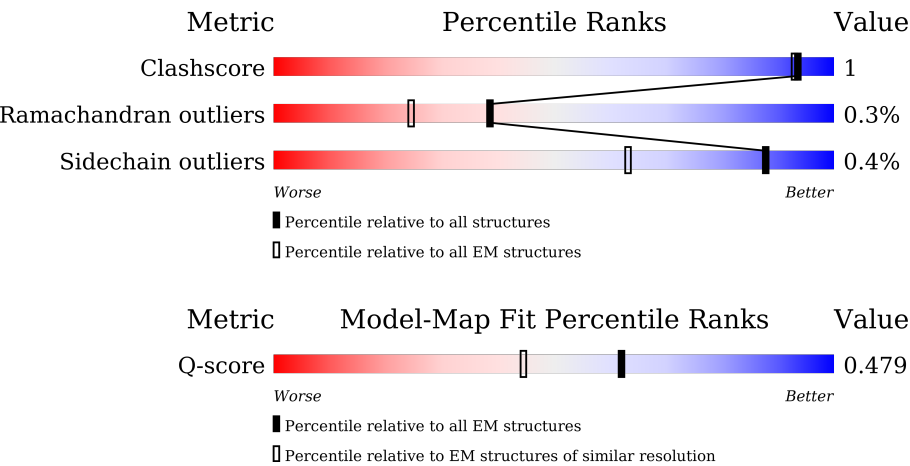 Metric Percentile Ranks Value
Clashscore 1
Ramachandran outliers 0.3%
Sidechain outliers 0.4%
Worse Better
Percentile relative to all structures
Percentile relative to all EM structures
Metric Model-Map Fit Percentile Ranks Value
Q-score 0.479
Worse Better
Percentile relative to all EM structures
Percentile relative to EM structures of similar resolution